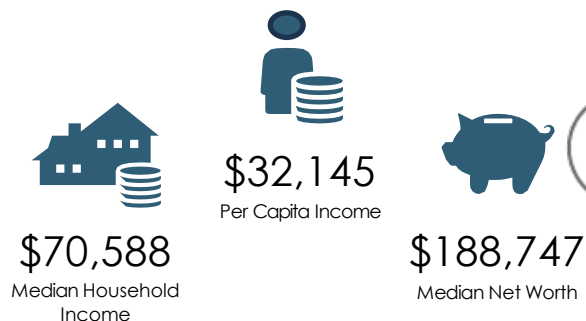 $32,145
Per Capita Income
$70,588
Median Household
Income
$188,747
Median Net Worth